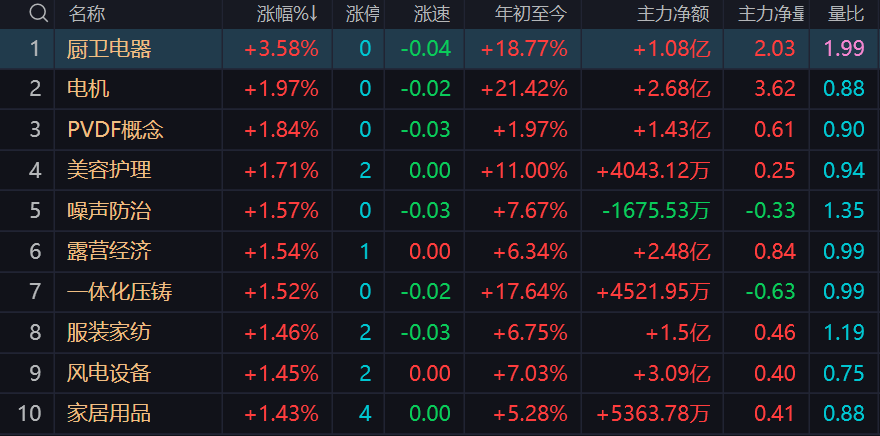 名称 涨幅%↓ 涨停 涨速 年初至今 主力净额 主力净量 量比
1 厨卫电器 +3.58% 0 -0.04 +18.77% +1.08亿 2.03 1.99
2 电机 +1.97% 0 -0.02 +21.42% +2.68亿 3.62 0.88
3 PVDF概念 +1.84% 0 -0.03 +1.97% +1.43亿 0.61 0.90
4 美容护理 +1.71% 2 0.00 +11.00% +4043.12万 0.25 0.94
5 噪声防治 +1.57% 0 -0.03 +7.67% -1675.53万 -0.33 1.35
6 露营经济 +1.54% 1 0.00 +6.34% +2.48亿 0.84 0.99
7 一体化压铸 +1.52% 0 -0.02 +17.64% +4521.95万 -0.63 0.99
8 服装家纺 +1.46% 2 -0.03 +6.75% +1.5亿 0.46 1.19
9 风电设备 +1.45% 2 0.00 +7.03% +3.09亿 0.40 0.75
10 家居用品 +1.43% 4 0.00 +5.28% +5363.78万 0.41 0.88